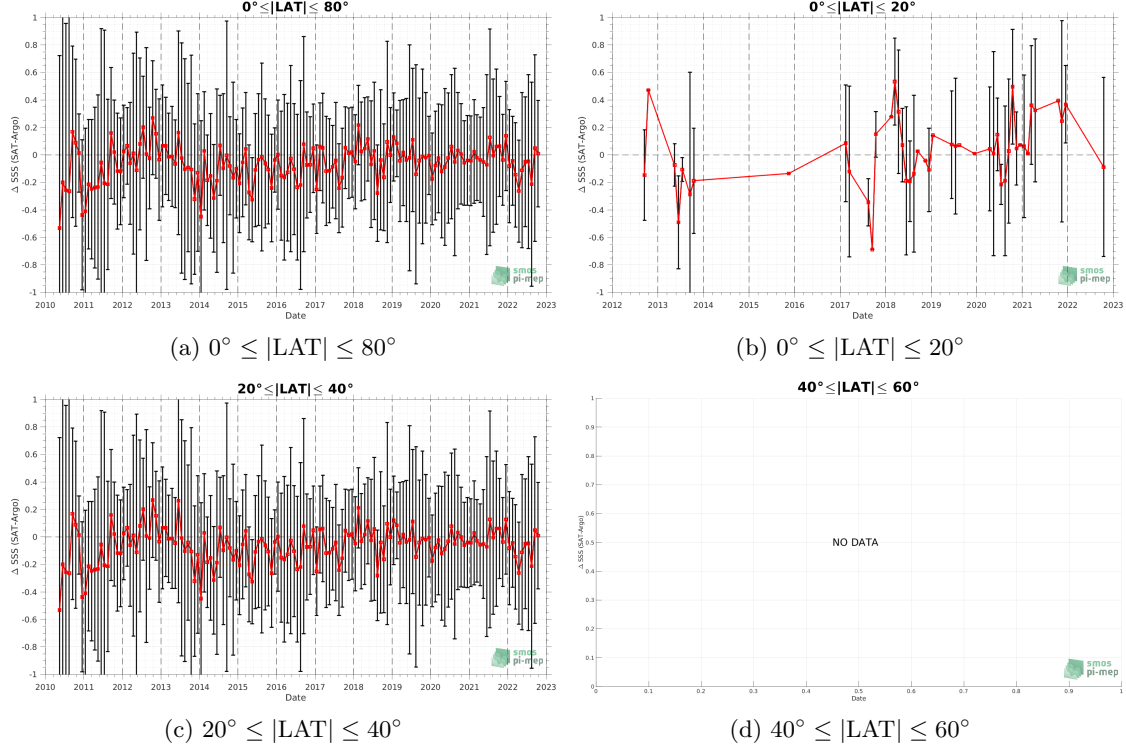 0°≤|LAT|≤ 80°
Δ SSS (SAT-Argo)
1
0.8
0.6
0.4
0.2
0
-0.2
-0.4
-0.6
-0.8
-1
2010 2011 2012 2013 2014 2015 2016 2017 2018 2019 2020 2021 2022 2023
Date
smos
pi-mep
(a) 0° ≤ |LAT| ≤ 80°
0°≤|LAT|≤ 20°
Δ SSS (SAT-Argo)
1
0.8
0.6
0.4
0.2
0
-0.2
-0.4
-0.6
-0.8
-1
2012 2013 2014 2015 2016 2017 2018 2019 2020 2021 2022 2023
Date
smos
pi-mep
(b) 0° ≤ |LAT| ≤ 20°
20°≤|LAT|≤ 40°
Δ SSS (SAT-Argo)
1
0.8
0.6
0.4
0.2
0
-0.2
-0.4
-0.6
-0.8
-1
2010 2011 2012 2013 2014 2015 2016 2017 2018 2019 2020 2021 2022 2023
Date
smos
pi-mep
(c) 20° ≤ |LAT| ≤ 40°
40°≤|LAT|≤ 60°
Δ SSS (SAT-Argo)
1
0.9
0.8
0.7
0.6
0.5
0.4
0.3
0.2
0.1
0
NO DATA
0 0.1 0.2 0.3 0.4 0.5 0.6 0.7 0.8 0.9 1
Date
smos
pi-mep
(d) 40° ≤ |LAT| ≤ 60°